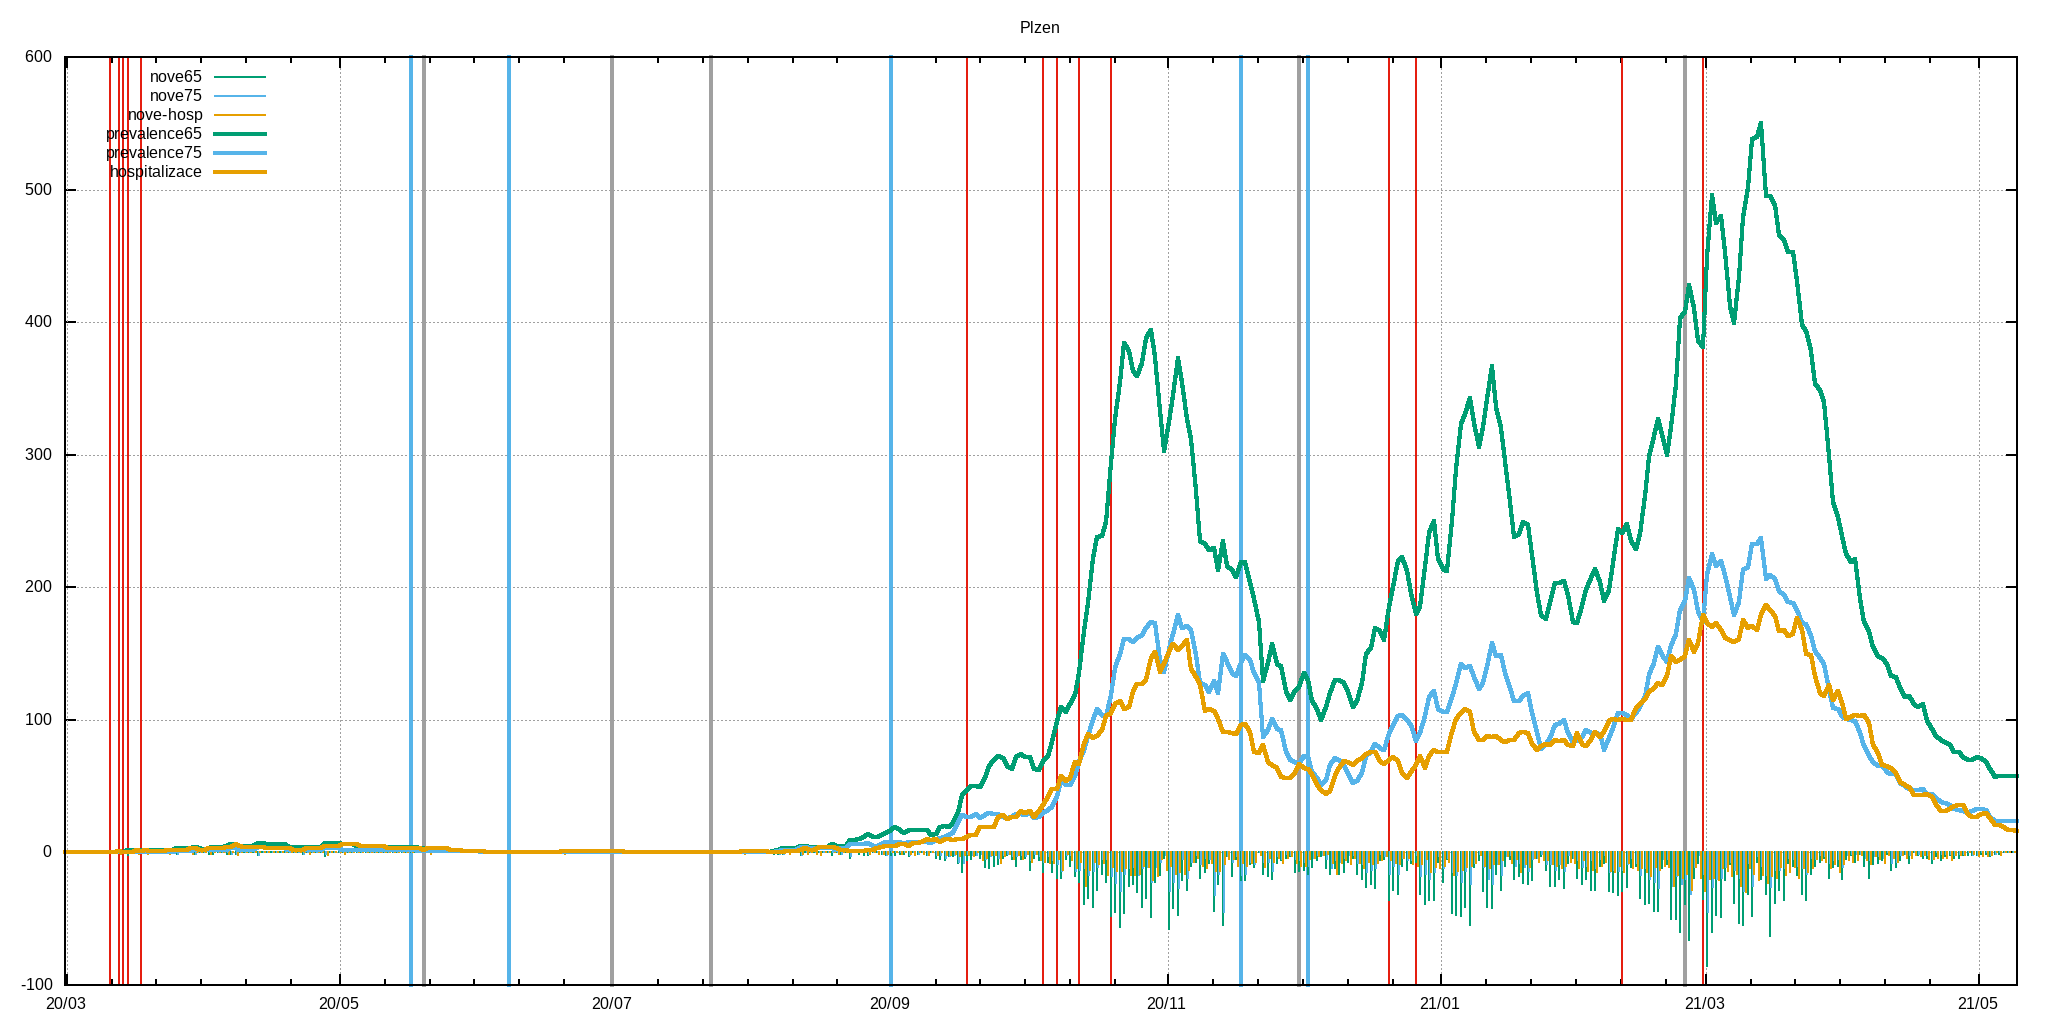 Plzen
600
nove65
nove75
nove-hosp
prevalence65
prevalence75
hospitalizace
500
400
300
200
100
0
-100
20/03 20/05 20/07 20/09 20/11 21/01 21/03 21/05